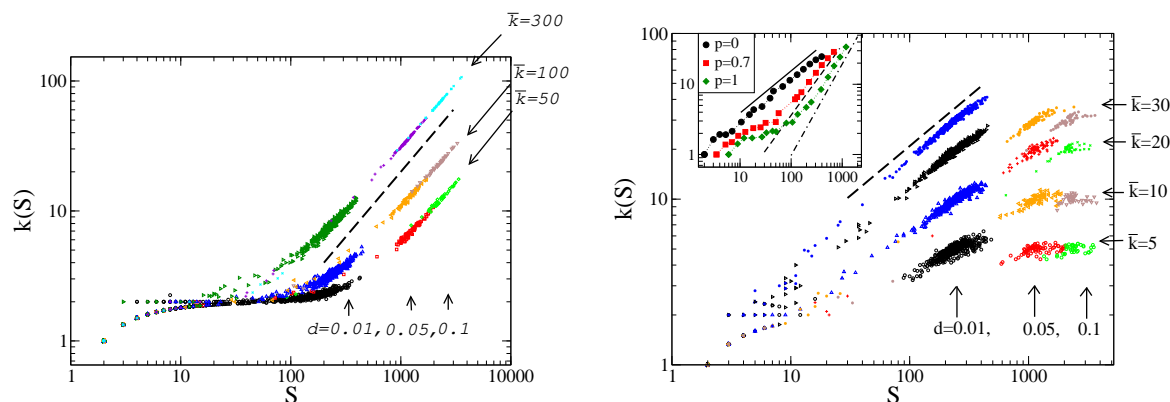 k̅=300
k̅=100
k̅=50
100
10
1
k(S)
d=0.01, 0.05, 0.1
1 10 100 1000 10000
S
p=0
p=0.7
p=1
10
1
10 100 1000
k̅=30
k̅=20
k̅=10
k̅=5
100
10
1
k(S)
d=0.01, 0.05, 0.1
1 10 100 1000
S